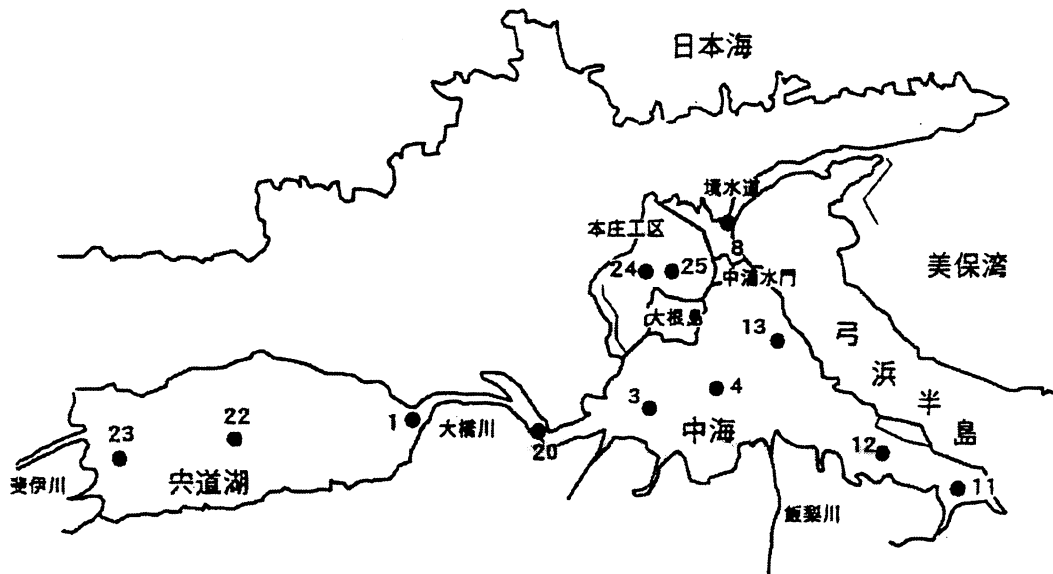 日本海
境水道
本庄工区
8
24
25
中浦水門
美保湾
大根島
13
弓
浜
半
島
3
4
中海
1
大橋川
20
22
23
12
11
斐伊川
宍道湖
飯梨川